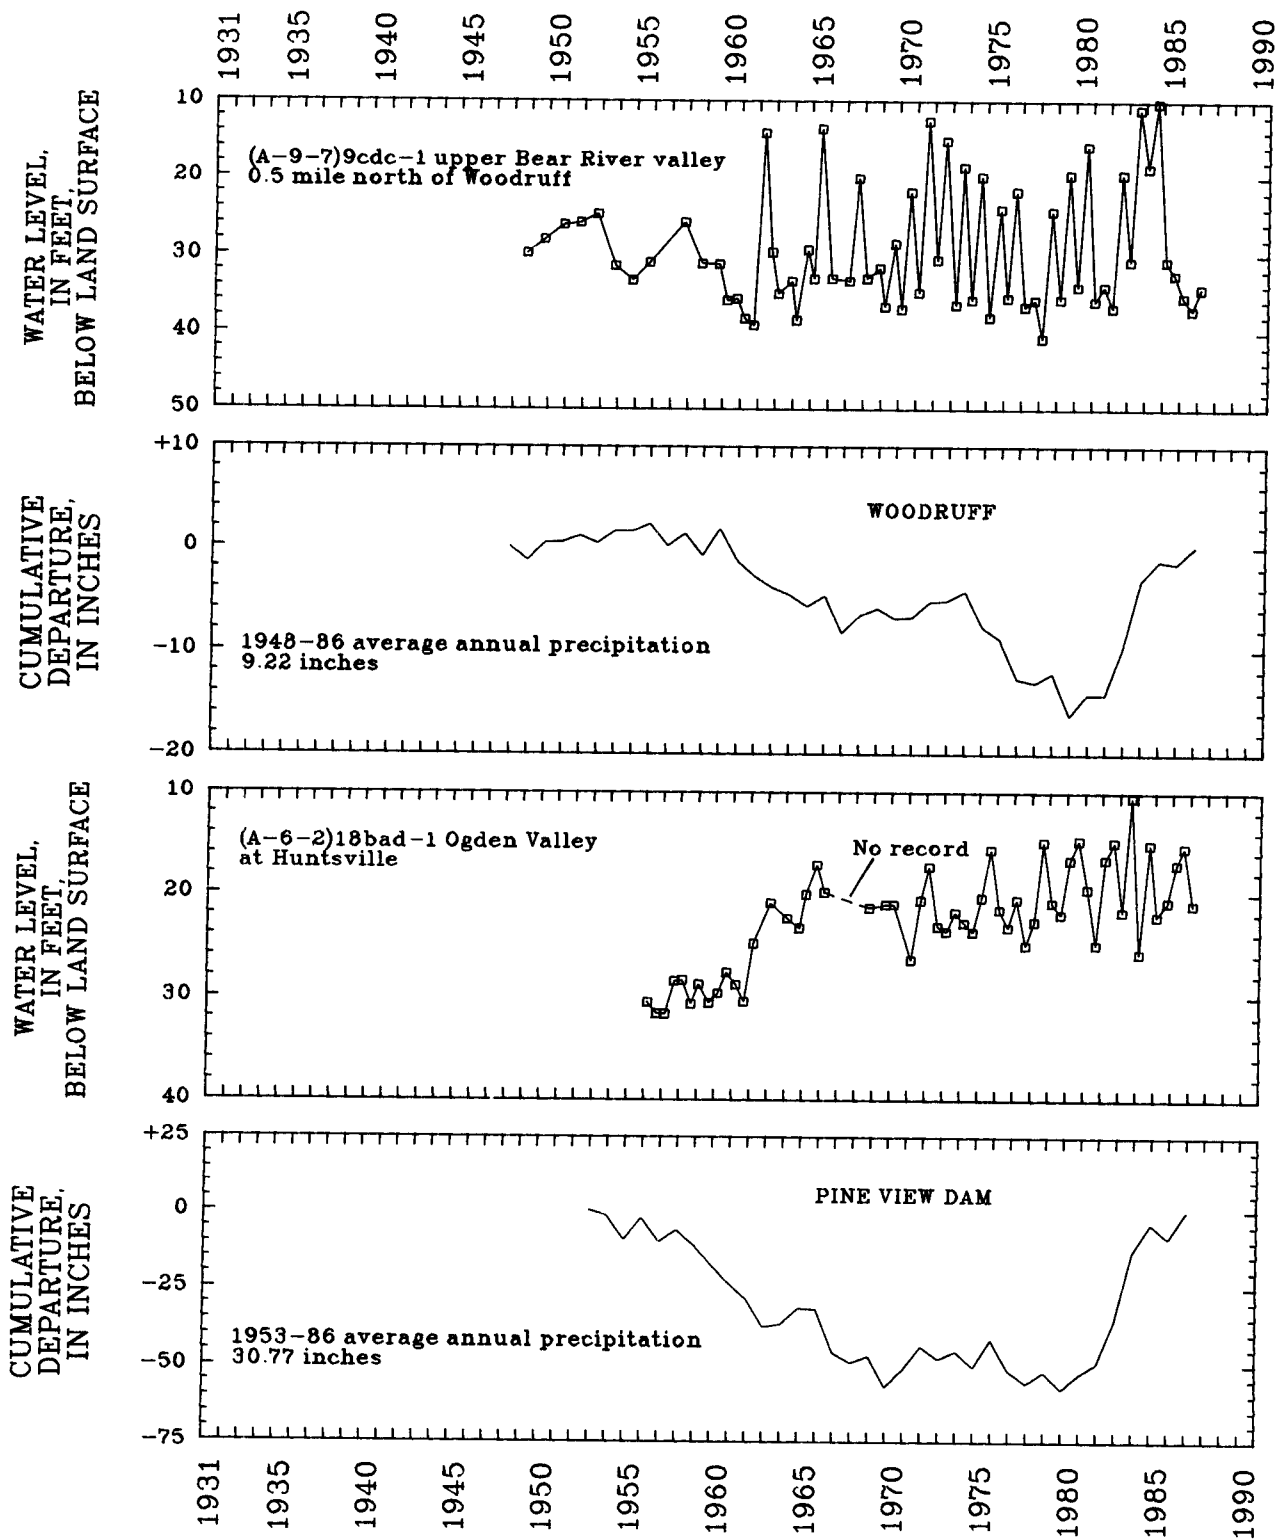 1931 1935 1940 1945 1950 1955 1960 1965 1970 1975 1980 1985 1990
WATER LEVEL,
IN FEET,
BELOW LAND SURFACE
10
20
30
40
50
(A-9-7)9cdc-1 upper Bear River valley
0.5 mile north of Woodruff
CUMULATIVE
DEPARTURE,
IN INCHES
+10
0
-10
-20
WOODRUFF
1948-86 average annual precipitation
9.22 inches
WATER LEVEL,
IN FEET,
BELOW LAND SURFACE
10
20
30
40
(A-6-2)18bad-1 Ogden Valley
at Huntsville
No record
CUMULATIVE
DEPARTURE,
IN INCHES
+25
0
-25
-50
-75
PINE VIEW DAM
1953-86 average annual precipitation
30.77 inches
1931 1935 1940 1945 1950 1955 1960 1965 1970 1975 1980 1985 1990